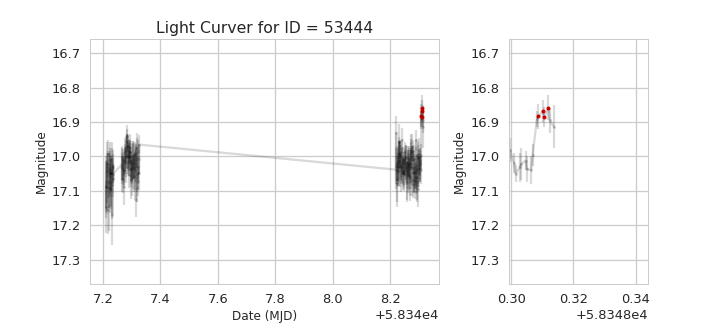 Light Curver for ID = 53444
Magnitude
16.7
16.8
16.9
17.0
17.1
17.2
17.3
7.2 7.4 7.6 7.8 8.0 8.2
Date (MJD)
+5.834e4
Magnitude
16.7
16.8
16.9
17.0
17.1
17.2
17.3
0.30 0.32 0.34
+5.8348e4